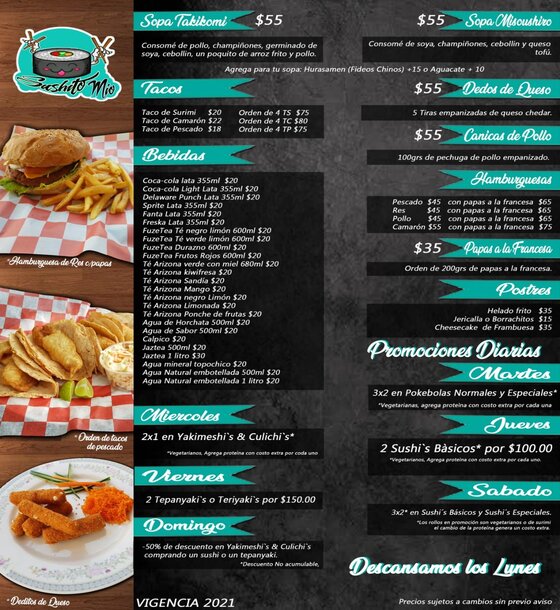 Sushito Mio
*Hamburguesa de Res c/papas
* Orden de tacos
de pescado
* Deditos de Queso
Sopa Takikomi $55
Consomé de pollo, champiñones, germinado de
soya, cebollín, un poquito de arroz frito y pollo.
$55 Sopa Misoushiro
Consomé de soya, champiñones, cebollín y queso
tofú.
Agrega para tu sopa: Hurasamen (Fideos Chinos) +15 o Aguacate + 10
Tacos
Taco de Surimi $20 Orden de 4 TS $75
Taco de Camarón $22 Orden de 4 TC $80
Taco de Pescado $18 Orden de 4 TP $75
Bebidas
Coca-cola lata 355ml $20
Coca-cola Light Lata 355ml $20
Delaware Punch Lata 355ml $20
Sprite Lata 355ml $20
Fanta Lata 355ml $20
Freska Lata 355ml $20
FuzeTea Té negro limón 600ml $20
FuzeTea Té verde limón 600ml $20
FuzeTea Durazno 600ml $20
FuzeTea Frutos Rojos 600ml $20
Té Arizona verde con miel 680ml $20
Té Arizona kiwifresa $20
Té Arizona Sandía $20
Té Arizona Mango $20
Té Arizona negro Limón $20
Té Arizona Limonada $20
Té Arizona Ponche de frutas $20
Agua de Horchata 500ml $20
Agua de Sabor 500ml $20
Calpico $20
Jaztea 500ml $20
Jaztea 1 litro $30
Agua mineral topochico $20
Agua Natural embotellada 500ml $20
Agua Natural embotellada 1 litro $20
$55 Dedos de Queso
5 Tiras empanizadas de queso chedar.
$55 Canicas de Pollo
100grs de pechuga de pollo empanizado.
Hamburguesas
Pescado $45 con papas a la francesa $65
Res $45 con papas a la francesa $65
Pollo $45 con papas a la francesa $65
Camarón $55 con papas a la francesa $75
$35 Papas a la Francesa
Orden de 200grs de papas a la francesa.
Postres
Helado frito $35
Jericalla o Borrachitos $15
Cheesecake de Frambuesa $35
Promociones Diarias
Martes
3x2 en Pokebolas Normales y Especiales*
*Vegetarianas, agrega proteina con costo extra por cada una
Miercoles
2x1 en Yakimeshi`s & Culichi`s*
*Vegetarianos, Agrega proteina con costo extra por cada uno
Jueves
2 Sushi`s Bàsicos* por $100.00
*Vegetarianos, Agrega proteina con costo extra por cada uno.
Viernes
2 Tepanyaki`s o Teriyaki`s por $150.00
Sabado
3x2* en Sushi´s Básicos y Sushi´s Especiales.
*Los rollos en promoción son vegetarianos o de surimi
el cambio de la proteina genera un costo extra.
Domingo
-50% de descuento en Yakimeshi`s & Culichi`s
comprando un sushi o un tepanyaki.
*Descuento No acumulable,
Descansamos los Lunes
VIGENCIA 2021
Precios sujetos a cambios sin previo aviso